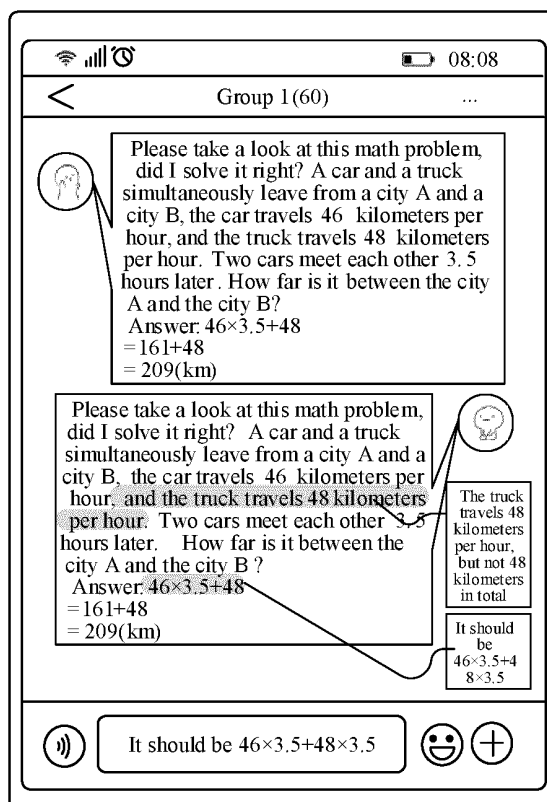 08:08
Group 1(60)
...
Please take a look at this math problem,
did I solve it right? A car and a truck
simultaneously leave from a city A and a
city B, the car travels 46 kilometers per
hour, and the truck travels 48 kilometers
per hour. Two cars meet each other 3.5
hours later. How far is it between the city
A and the city B?
Answer: 46×3.5+48
=161+48
=209(km)
Please take a look at this math problem,
did I solve it right? A car and a truck
simultaneously leave from a city A and a
city B, the car travels 46 kilometers per
hour, and the truck travels 48 kilometers
per hour. Two cars meet each other 3.5
hours later. How far is it between the
city A and the city B?
Answer: 46×3.5+48
=161+48
=209(km)
The truck
travels 48
kilometers
per hour,
but not 48
kilometers
in total
It should
be
46×3.5+4
8×3.5
It should be 46×3.5+48×3.5